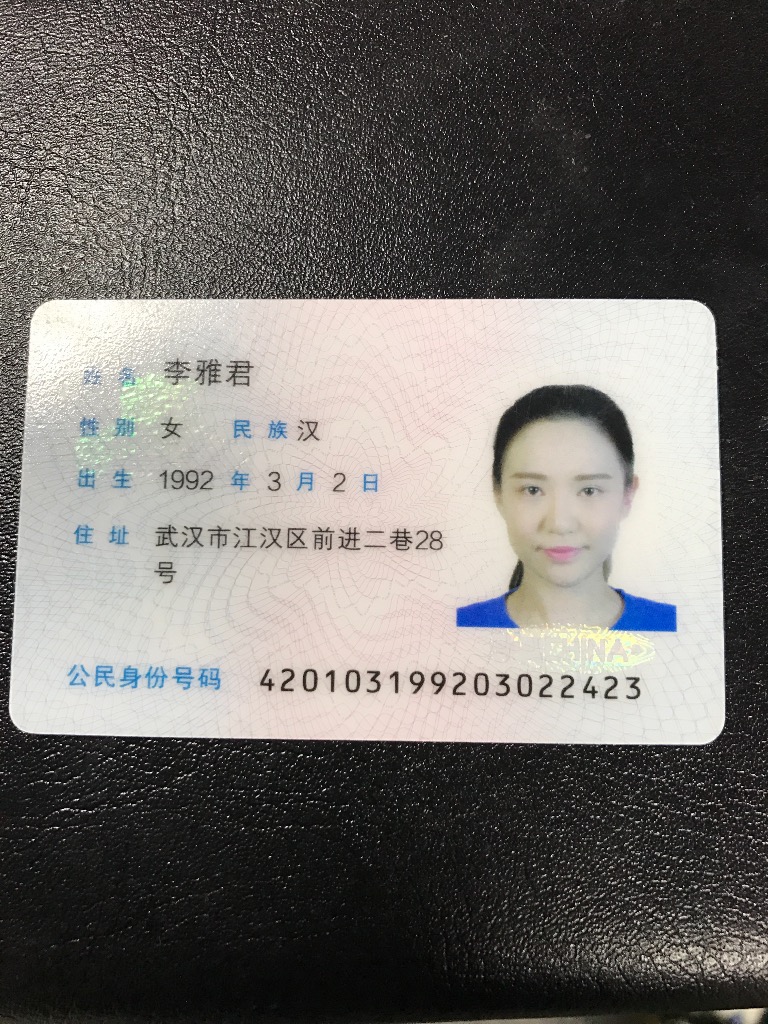 姓名 李雅君
性别 女 民族 汉
出生 1992 年 3 月 2 日
住址 武汉市江汉区前进二巷28
号
CHINA
公民身份号码 420103199203022423